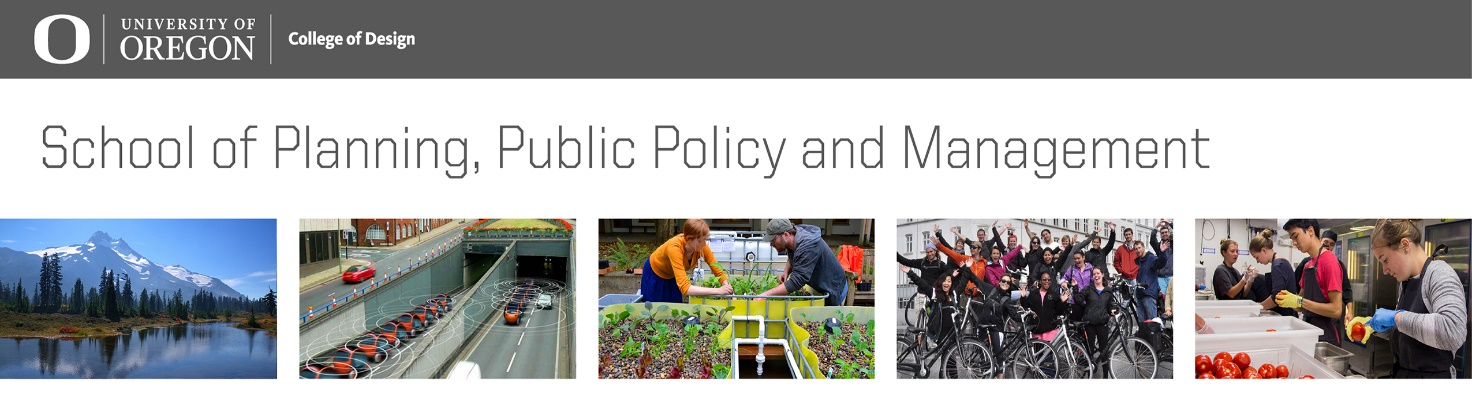 O
UNIVERSITY OF
OREGON
College of Design
School of Planning, Public Policy and Management